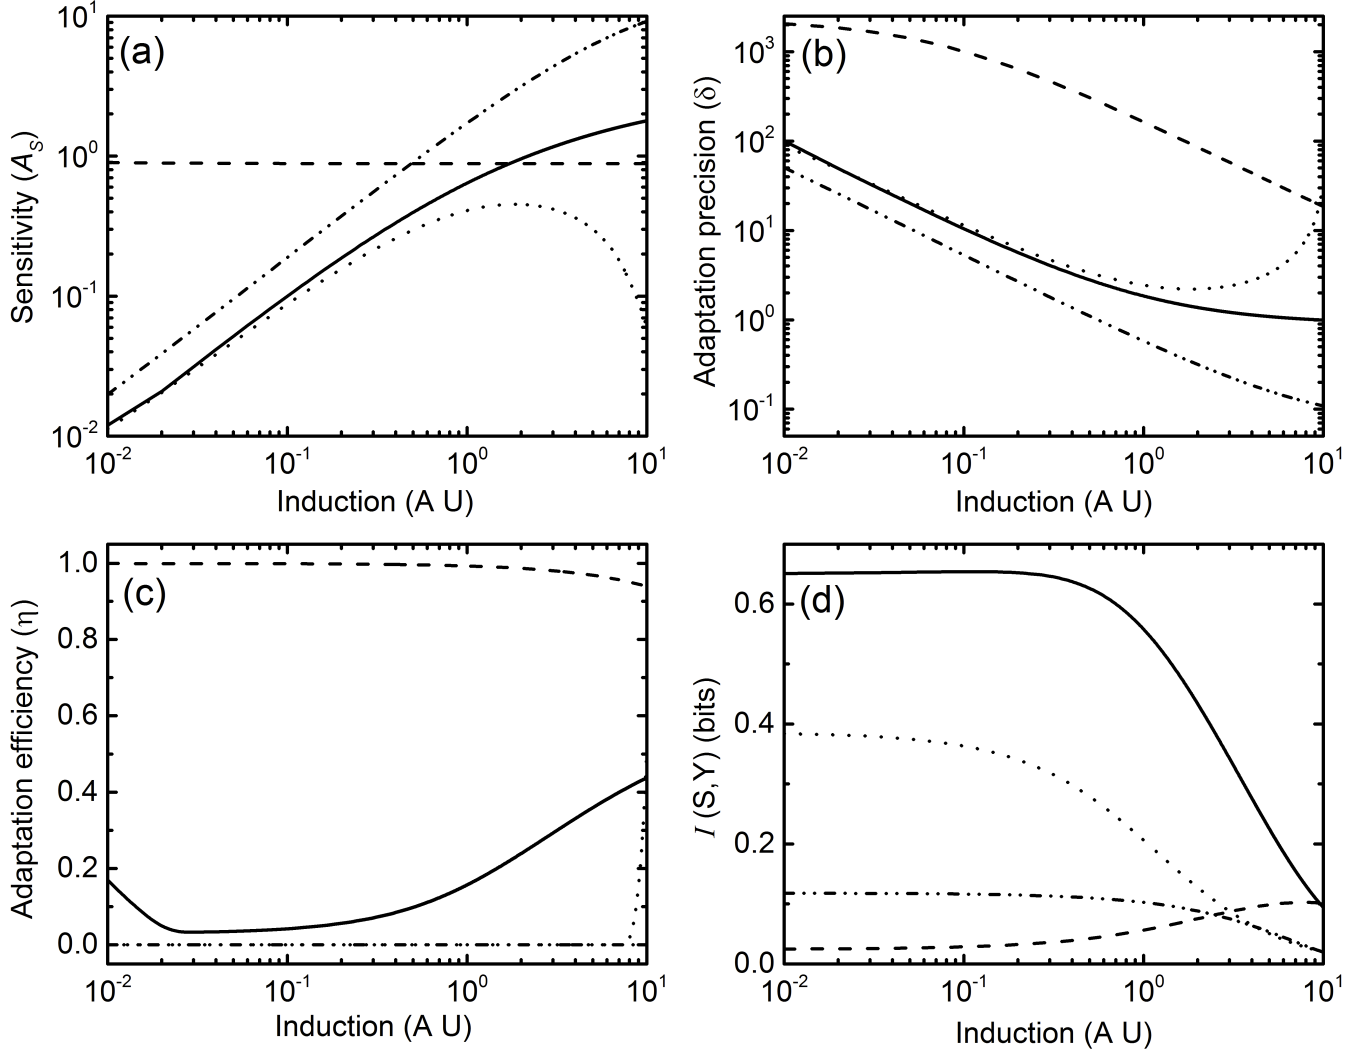 (a)
Sensitivity (A_S)
10^1
10^0
10^-1
10^-2
10^-2 10^-1 10^0 10^1
Induction (A U)
(b)
Adaptation precision (δ)
10^3
10^2
10^1
10^0
10^-1
10^-2 10^-1 10^0 10^1
Induction (A U)
(c)
Adaptation efficiency (η)
1.0
0.8
0.6
0.4
0.2
0.0
10^-2 10^-1 10^0 10^1
Induction (A U)
(d)
I (S,Y) (bits)
0.6
0.4
0.2
0.0
10^-2 10^-1 10^0 10^1
Induction (A U)